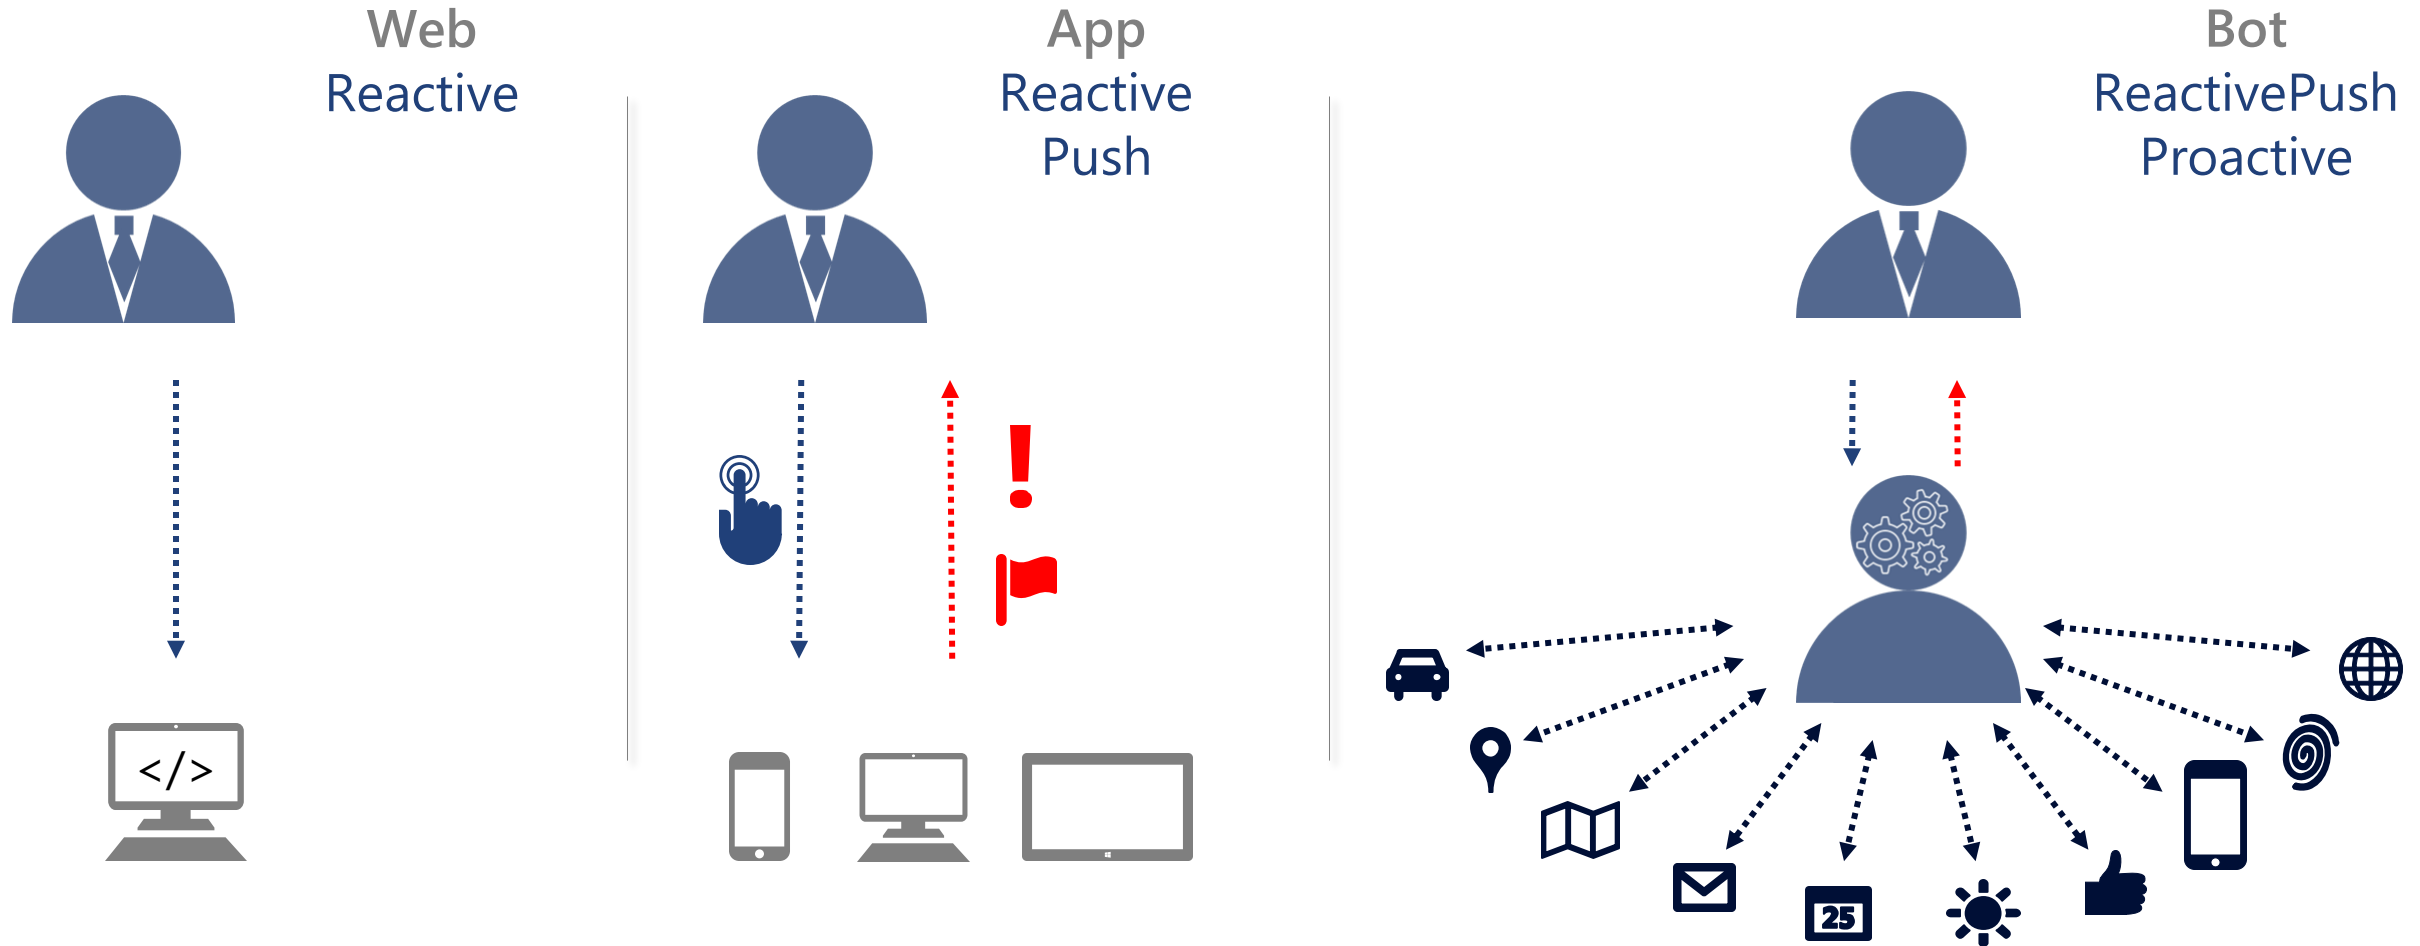 Web
Reactive
App
Reactive
Push
Bot
ReactivePush
Proactive
</>
25